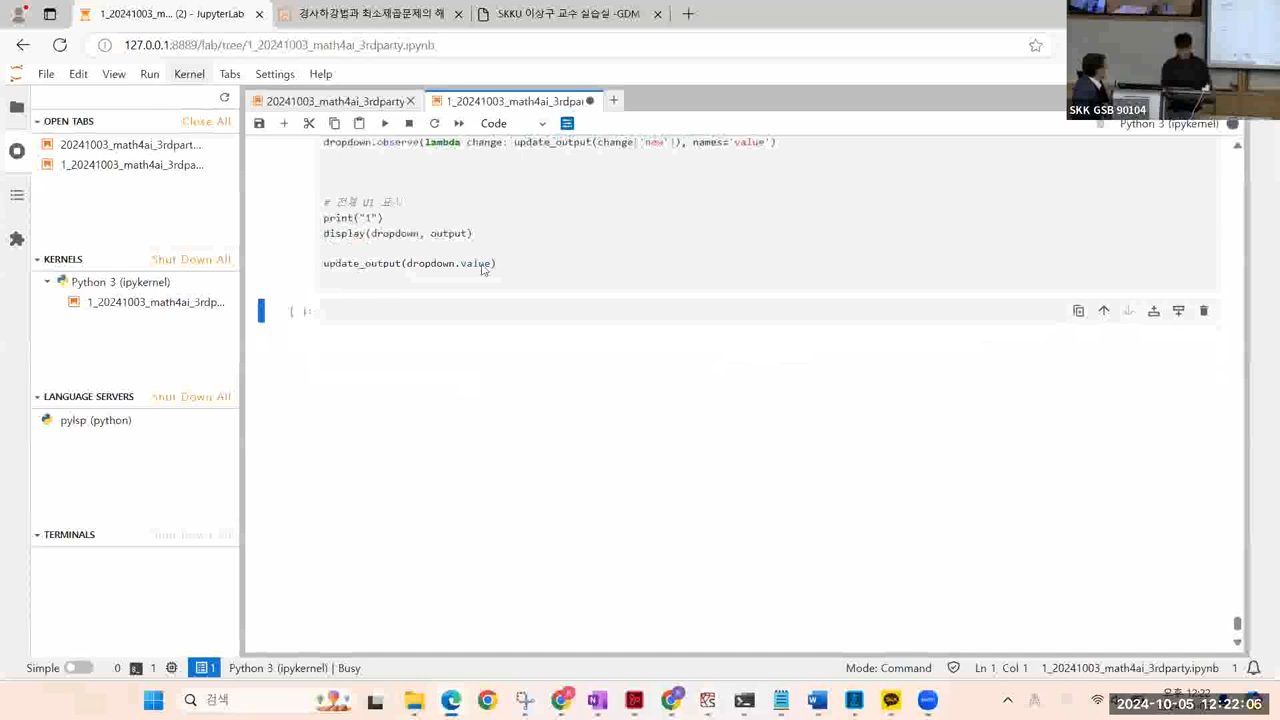 1_20241003_m... (2) - JupyterLab
경사하강법과 최소제곱문제의 해
SKKU 이상구 교수 실습실 -GDM
127.0.0.1:8889/lab/tree/1_20241003_math4ai_3rdparty.ipynb
File Edit View Run Kernel Tabs Settings Help
20241003_math4ai_3rdparty
1_20241003_math4ai_3rdpar
Code
Python 3 (ipykernel)
OPEN TABS Close All
20241003_math4ai_3rdpart...
1_20241003_math4ai_3rdpa...
KERNELS Shut Down All
Python 3 (ipykernel)
1_20241003_math4ai_3rdp...
LANGUAGE SERVERS Shut Down All
pylsp (python)
TERMINALS Shut Down All
dropdown.observe(lambda change: update_output(change['new']), names='value')
# 전체 UI 표시
print("1")
display(dropdown, output)
update_output(dropdown.value)
[ ]:
SKK GSB 90104
Simple 0 1 1 Python 3 (ipykernel) | Busy
Mode: Command Ln 1, Col 1 1_20241003_math4ai_3rdparty.ipynb 1
검색
오후 12:22
2024-10-05 12:22:06